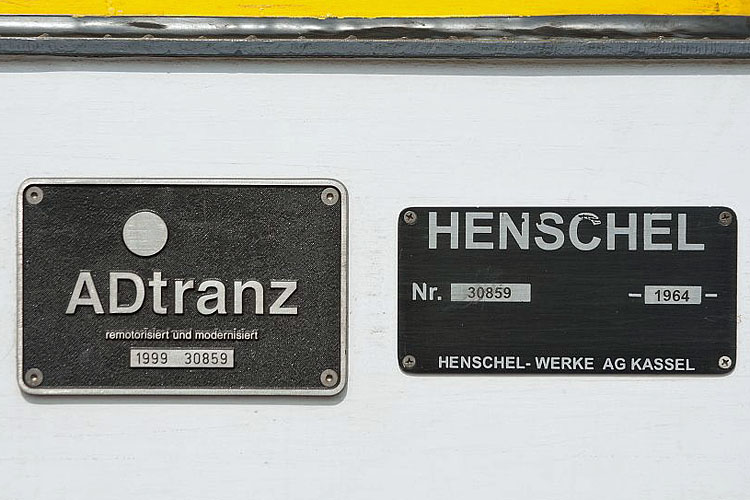 ADtranz
remotorisiert und modernisiert
1999 30859
HENSCHEL
Nr. 30859 – 1964 –
HENSCHEL-WERKE AG KASSEL